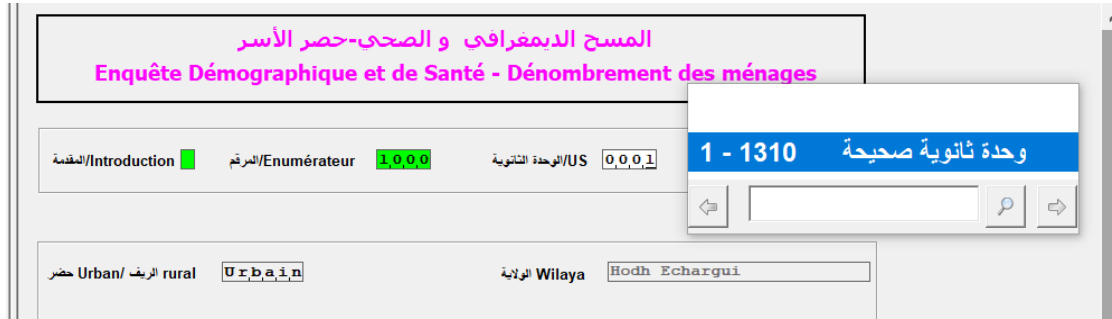 المسح الديمغرافي و الصحي-حصر الأسر
Enquête Démographique et de Santé - Dénombrement des ménages
المقدمة/Introduction المرقم/Enumérateur 1000 الوحدة الثانوية/US 0001
وحدة ثانوية صحيحة 1310 - 1
حضر Urban/ الريف rural Urbain الولاية Wilaya Hodh Echargui